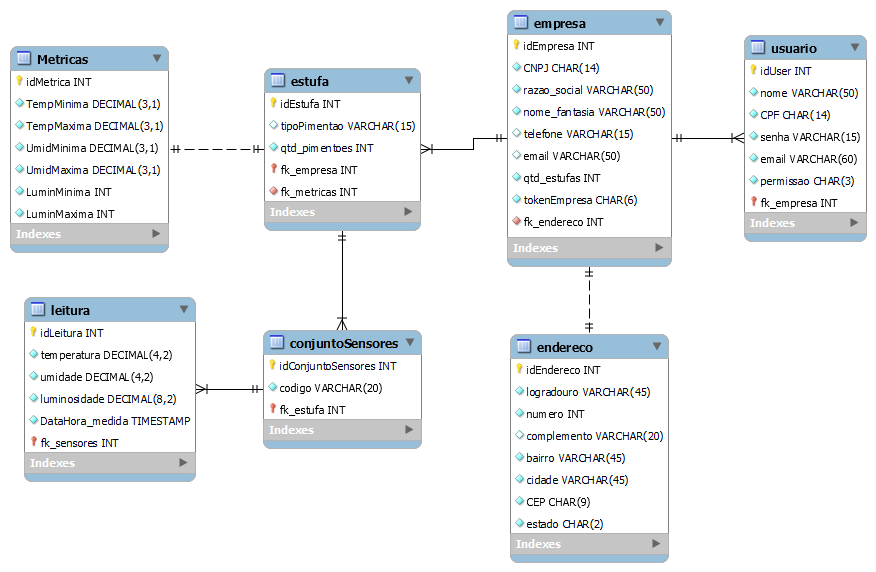 Metricas
idMetrica INT
TempMinima DECIMAL(3,1)
TempMaxima DECIMAL(3,1)
UmidMinima DECIMAL(3,1)
UmidMaxima DECIMAL(3,1)
LuminMinima INT
LuminMaxima INT
Indexes
estufa
idEstufa INT
tipoPimentao VARCHAR(15)
qtd_pimentoes INT
fk_empresa INT
fk_metricas INT
Indexes
empresa
idEmpresa INT
CNPJ CHAR(14)
razao_social VARCHAR(50)
nome_fantasia VARCHAR(50)
telefone VARCHAR(15)
email VARCHAR(50)
qtd_estufas INT
tokenEmpresa CHAR(6)
fk_endereco INT
Indexes
usuario
idUser INT
nome VARCHAR(50)
CPF CHAR(14)
senha VARCHAR(15)
email VARCHAR(60)
permissao CHAR(3)
fk_empresa INT
Indexes
leitura
idLeitura INT
temperatura DECIMAL(4,2)
umidade DECIMAL(4,2)
luminosidade DECIMAL(8,2)
DataHora_medida TIMESTAMP
fk_sensores INT
Indexes
conjuntoSensores
idConjuntoSensores INT
codigo VARCHAR(20)
fk_estufa INT
Indexes
endereco
idEndereco INT
logradouro VARCHAR(45)
numero INT
complemento VARCHAR(20)
bairro VARCHAR(45)
cidade VARCHAR(45)
CEP CHAR(9)
estado CHAR(2)
Indexes